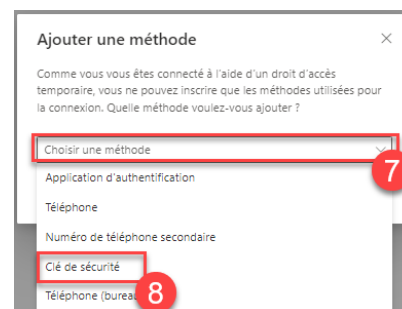 Ajouter une méthode
Comme vous vous êtes connecté à l'aide d'un droit d'accès
temporaire, vous ne pouvez inscrire que les méthodes utilisées pour
la connexion. Quelle méthode voulez-vous ajouter ?
Choisir une méthode
7
Application d'authentification
Téléphone
Numéro de téléphone secondaire
Clé de sécurité
8
Téléphone